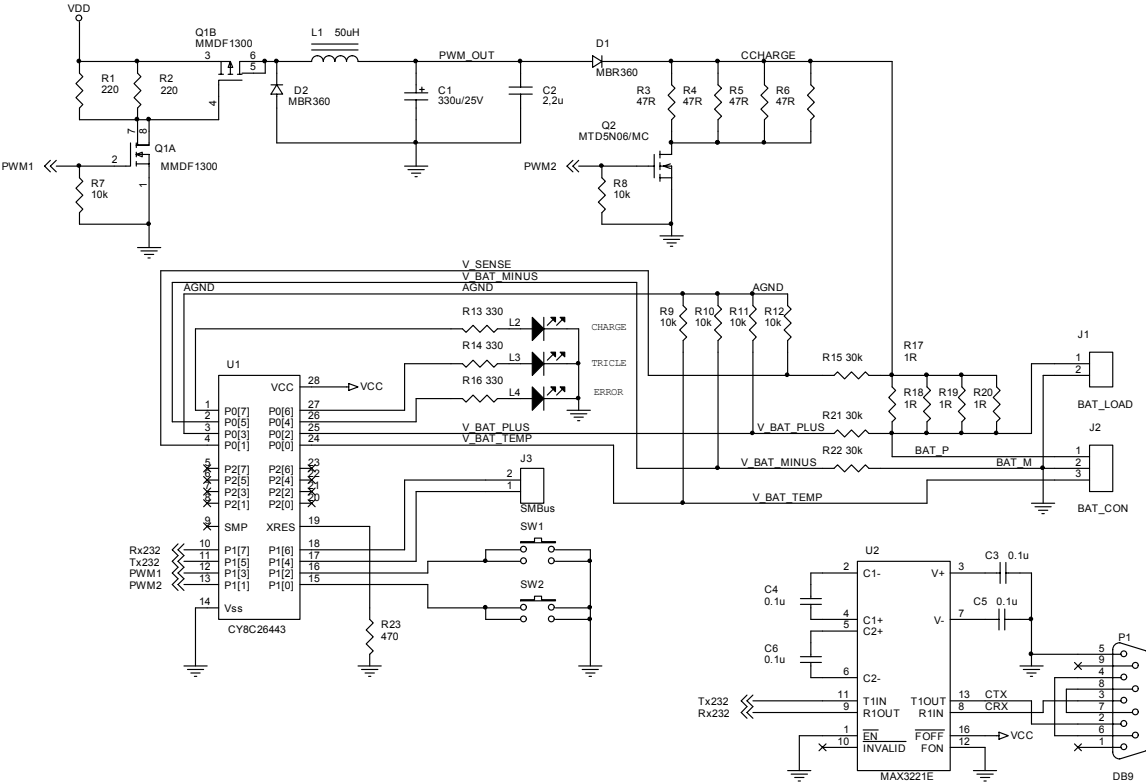 VDD
Q1B
MMDF1300
3
6
5
4
L1 50uH
PWM_OUT
D1
MBR360
CCHARGE
R1
220
R2
220
D2
MBR360
+
C1
330u/25V
C2
2,2u
R3
47R
R4
47R
R5
47R
R6
47R
7
8
Q1A
MMDF1300
2
1
PWM1
R7
10k
Q2
MTD5N06/MC
PWM2
R8
10k
V_SENSE
V_BAT_MINUS
AGND
AGND
AGND
R9
10k
R10
10k
R11
10k
R12
10k
R13 330
L2
CHARGE
R14 330
L3
TRICLE
R16 330
L4
ERROR
R15 30k
R17
1R
R18
1R
R19
1R
R20
1R
J1
1
2
BAT_LOAD
U1
VCC
28
VCC
1
P0[7]
P0[6]
27
2
P0[5]
P0[4]
26
3
P0[3]
P0[2]
25
4
P0[1]
P0[0]
24
5
P2[7]
P2[6]
23
6
P2[5]
P2[4]
22
7
P2[3]
P2[2]
21
8
P2[1]
P2[0]
20
9
SMP
XRES
19
Rx232
10
P1[7]
P1[6]
18
Tx232
11
P1[5]
P1[4]
17
PWM1
12
P1[3]
P1[2]
16
PWM2
13
P1[1]
P1[0]
15
14
Vss
CY8C26443
V_BAT_PLUS
V_BAT_TEMP
V_BAT_PLUS
R21 30k
V_BAT_MINUS
R22 30k
BAT_P
BAT_M
V_BAT_TEMP
J2
1
2
3
BAT_CON
J3
2
1
SMBus
SW1
SW2
R23
470
U2
2
C1-
V+
3
C3 0.1u
C4
0.1u
4
C1+
5
C2+
V-
7
C5 0.1u
C6
0.1u
6
C2-
Tx232
11
T1IN
T1OUT
13
CTX
Rx232
9
R1OUT
R1IN
8
CRX
1
EN
FOFF
16
VCC
10
INVALID
FON
12
MAX3221E
P1
5
9
4
8
3
7
2
6
1
DB9